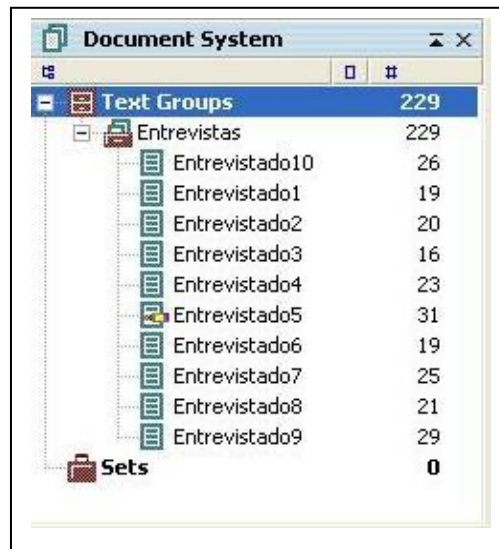 Document System
#
Text Groups 229
Entrevistas 229
Entrevistado10 26
Entrevistado1 19
Entrevistado2 20
Entrevistado3 16
Entrevistado4 23
Entrevistado5 31
Entrevistado6 19
Entrevistado7 25
Entrevistado8 21
Entrevistado9 29
Sets 0